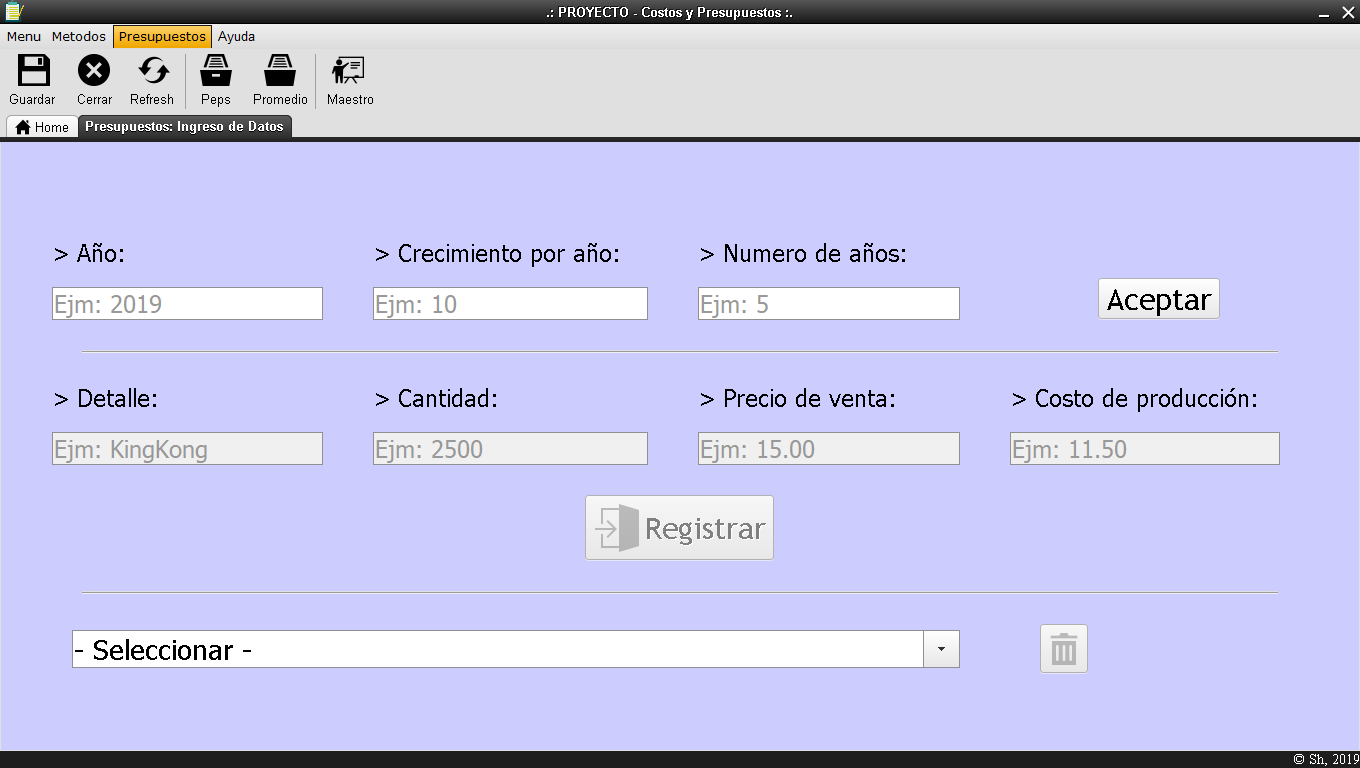 .: PROYECTO - Costos y Presupuestos :.
Menu Metodos Presupuestos Ayuda
Guardar Cerrar Refresh Peps Promedio Maestro
Home Presupuestos: Ingreso de Datos
> Año: > Crecimiento por año: > Numero de años:
Ejm: 2019 Ejm: 10 Ejm: 5 Aceptar
> Detalle: > Cantidad: > Precio de venta: > Costo de producción:
Ejm: KingKong Ejm: 2500 Ejm: 15.00 Ejm: 11.50
Registrar
- Seleccionar -
© Sh, 2019